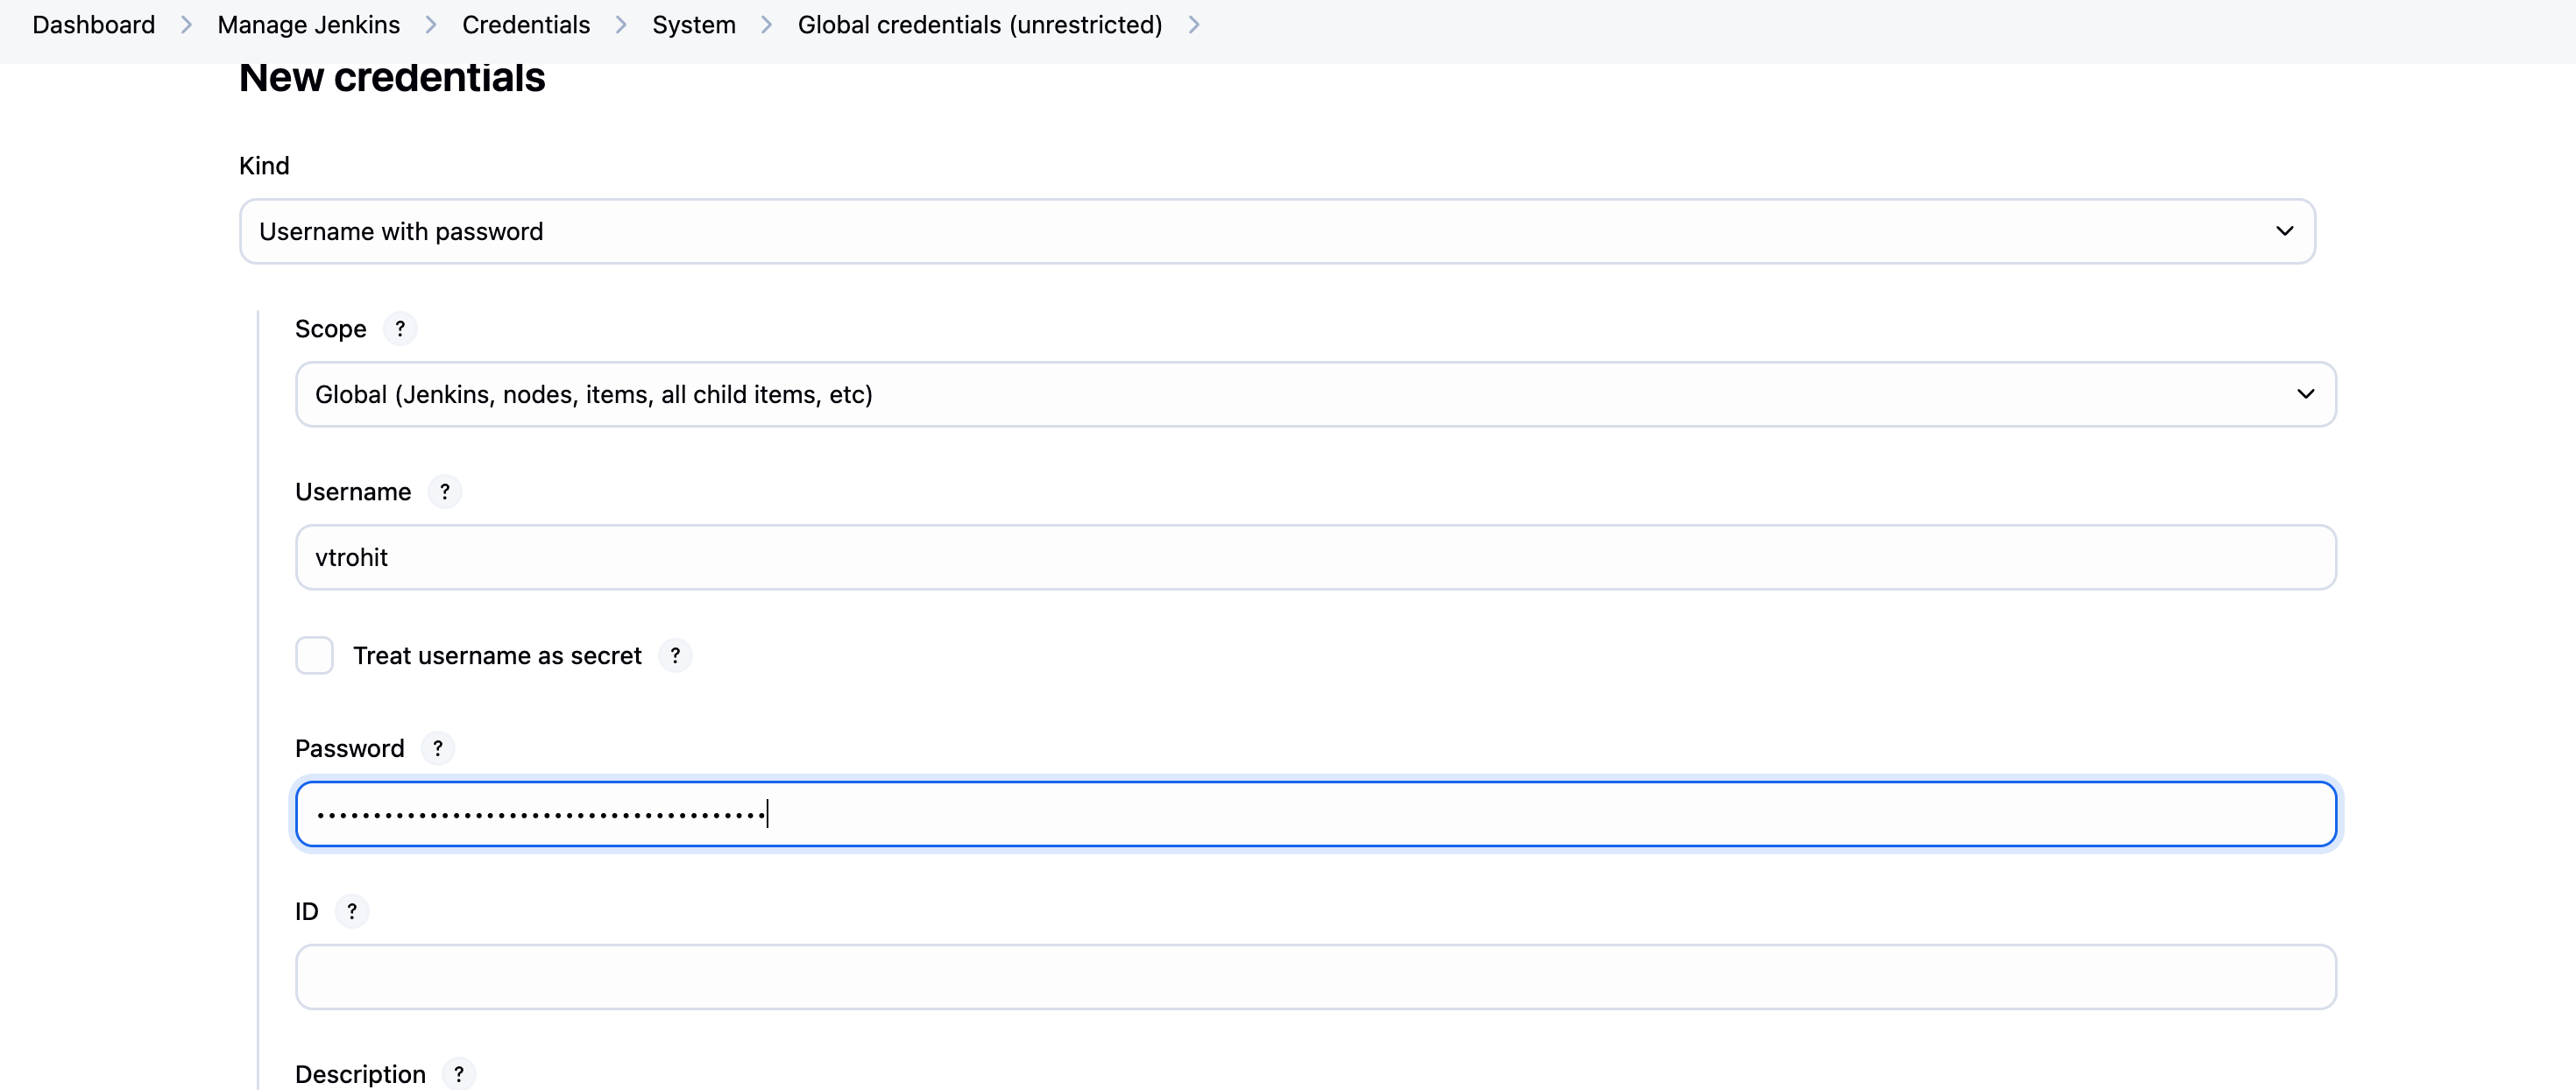 Dashboard > Manage Jenkins > Credentials > System > Global credentials (unrestricted) >
New credentials
Kind
Username with password
Scope ?
Global (Jenkins, nodes, items, all child items, etc)
Username ?
vtrohit
Treat username as secret ?
Password ?
••••••••••••••••••••••••••••••••••••••••
ID ?
Description ?